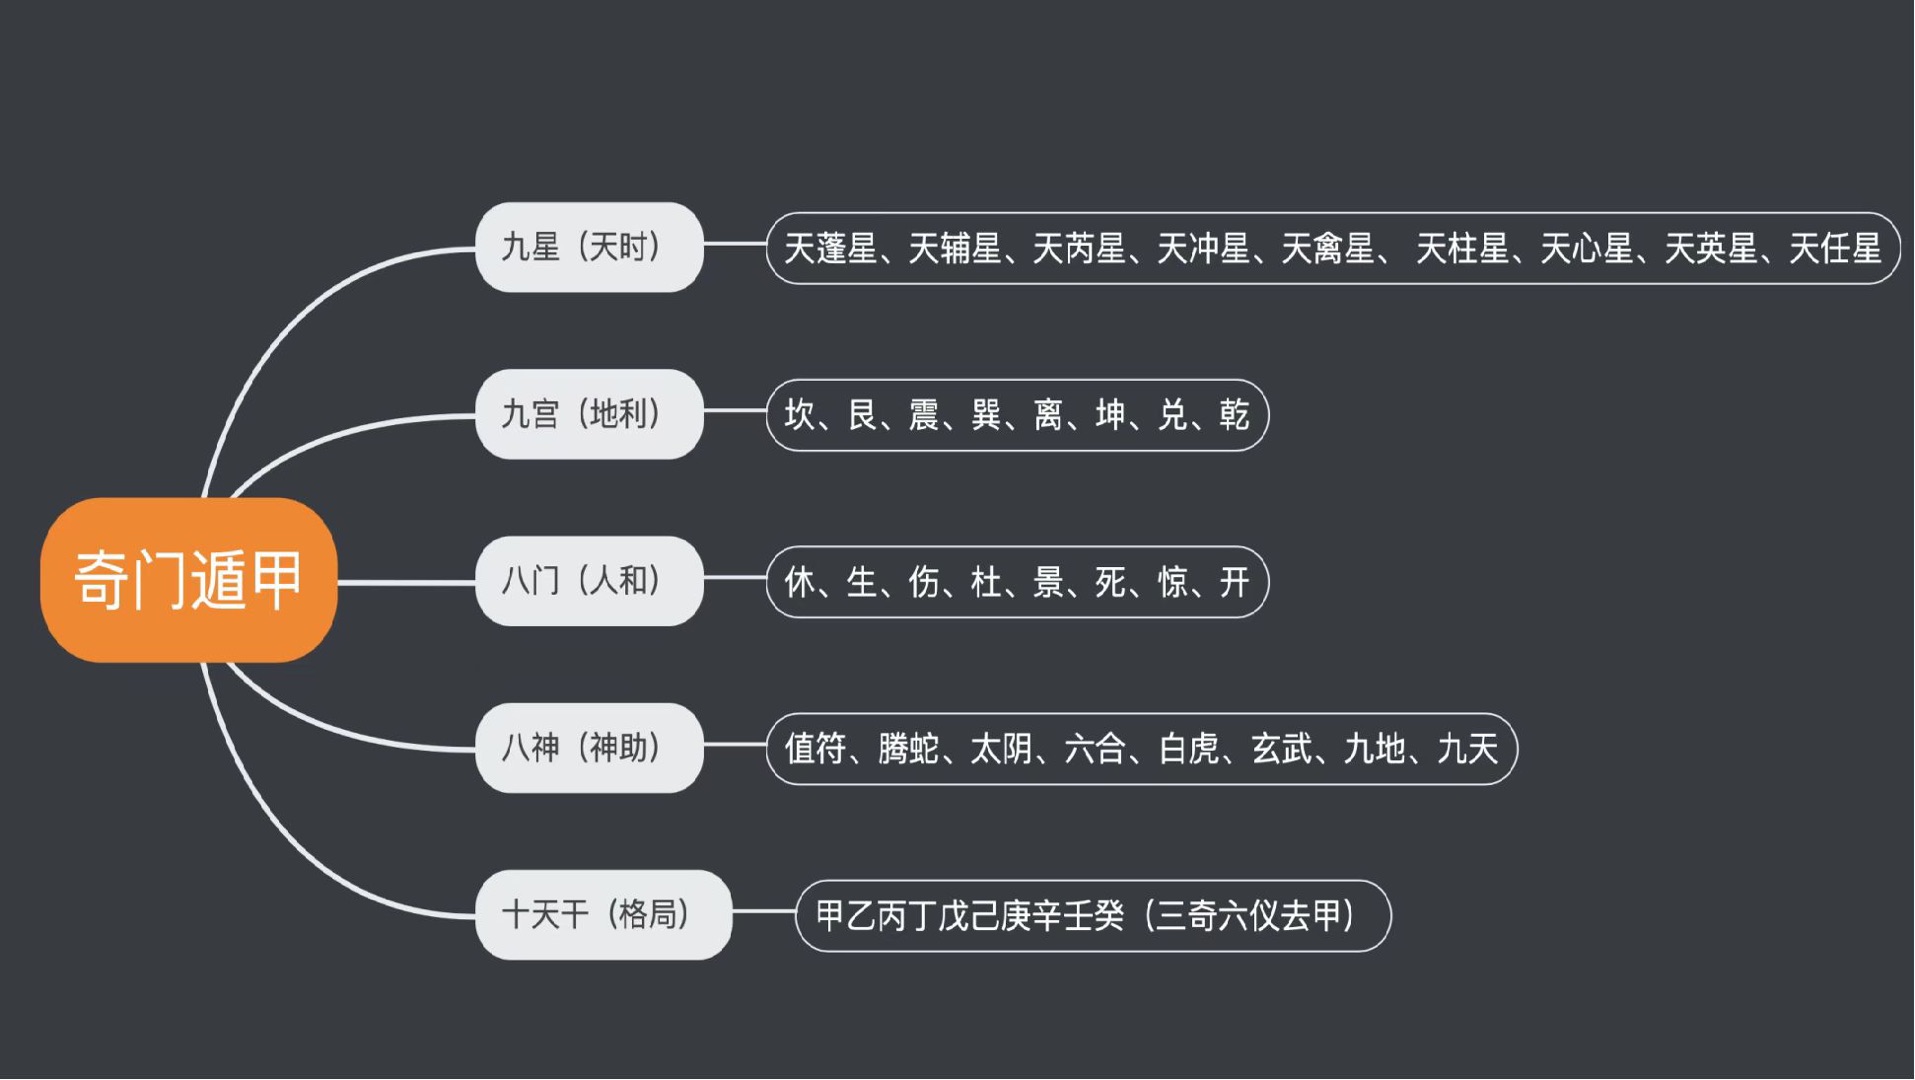 九星（天时）
天蓬星、天辅星、天芮星、天冲星、天禽星、 天柱星、天心星、天英星、天任星
九宫（地利）
坎、艮、震、巽、离、坤、兑、乾
奇门遁甲
八门（人和）
休、生、伤、杜、景、死、惊、开
八神（神助）
值符、腾蛇、太阴、六合、白虎、玄武、九地、九天
十天干（格局）
甲乙丙丁戊己庚辛壬癸（三奇六仪去甲）